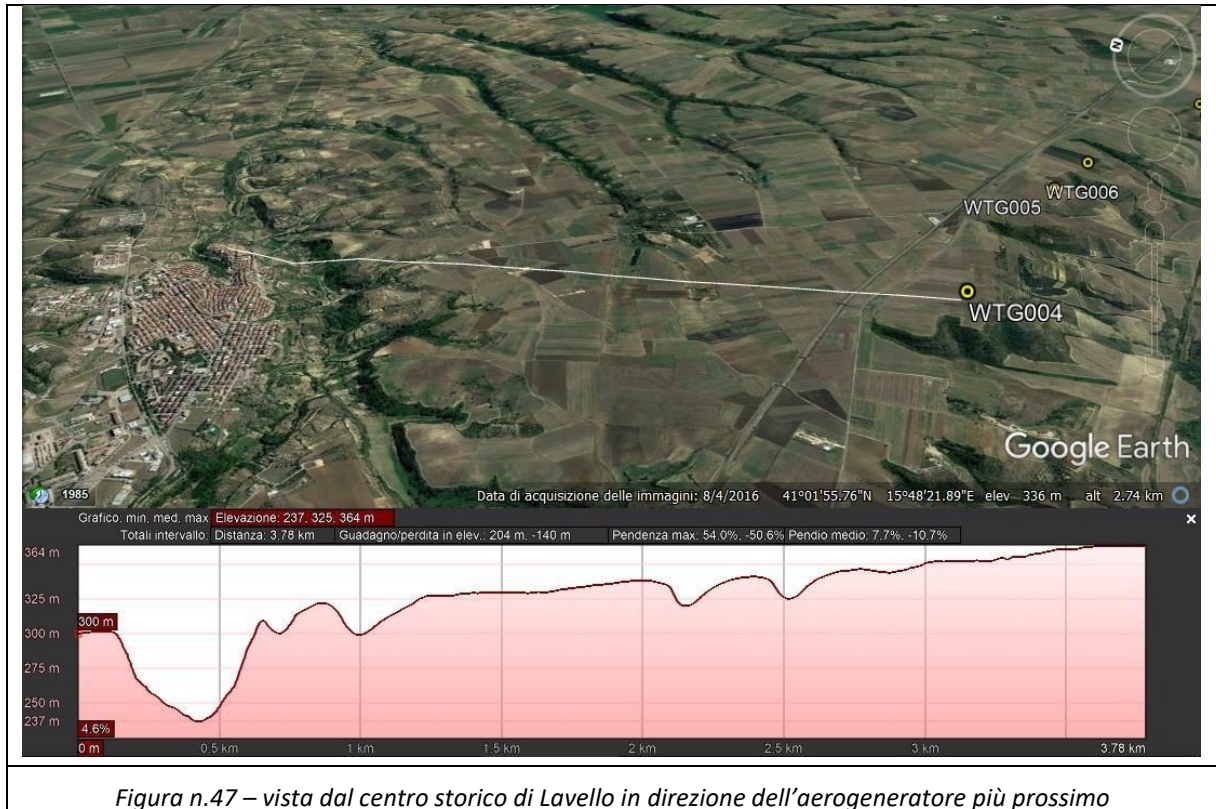 N
WTG006
WTG005
WTG004
Google Earth
1985
Data di acquisizione delle immagini: 8/4/2016 41°01'55.76"N 15°48'21.89"E elev 336 m alt 2.74 km
Grafico: min, med, max Elevazione: 237, 325, 364 m
Totali intervallo: Distanza: 3.78 km Guadagno/perdita in elev.: 204 m, -140 m Pendenza max: 54.0%, -50.6% Pendio medio: 7.7%, -10.7%
364 m
325 m
300 m
300 m
275 m
250 m
237 m
4.6%
0 m 0.5 km 1 km 1.5 km 2 km 2.5 km 3 km 3.78 km
Figura n.47 – vista dal centro storico di Lavello in direzione dell'aerogeneratore più prossimo